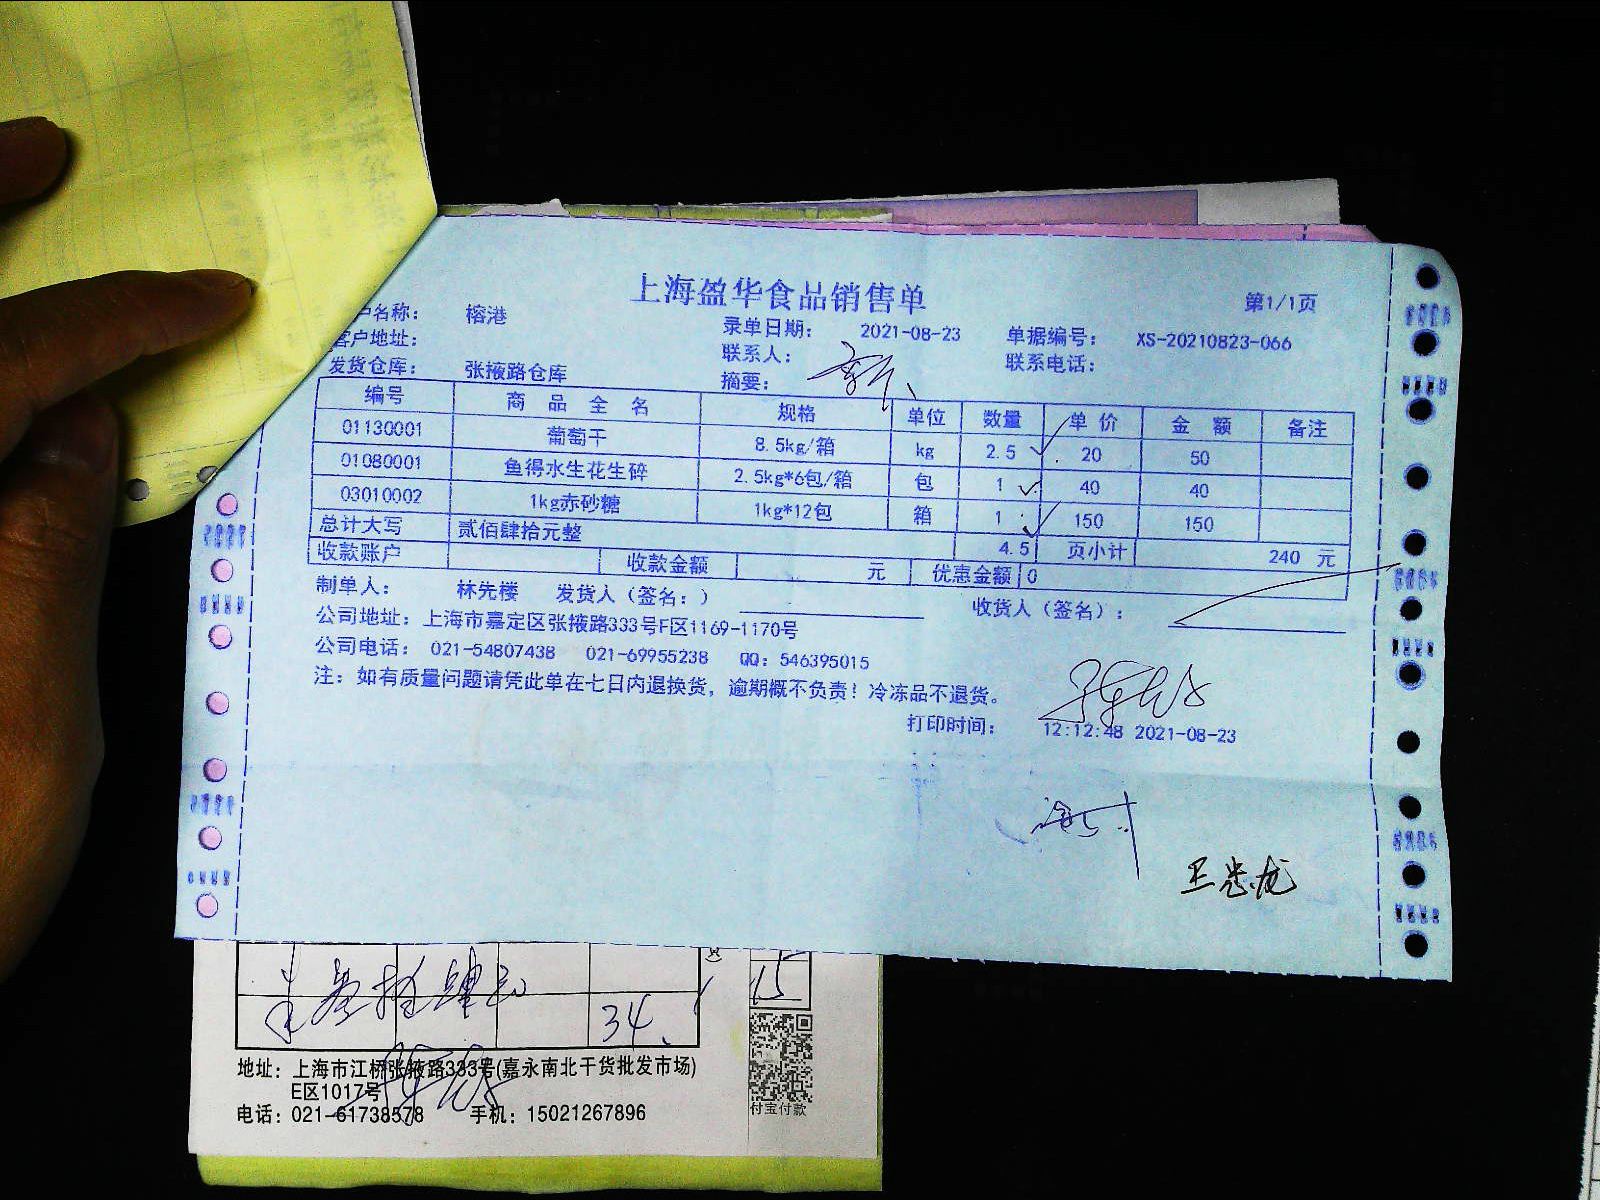 上海盈华食品销售单
第1/1页
户名称： 榕港 录单日期： 2021-08-23 单据编号： XS-20210823-066
客户地址： 联系人： 联系电话：
发货仓库： 张掖路仓库 摘要：
编号 商品全名 规格 单位 数量 单价 金额 备注
01130001 葡萄干 8.5kg/箱 kg 2.5 20 50
01080001 鱼得水生花生碎 2.5kg*6包/箱 包 1 40 40
03010002 1kg赤砂糖 1kg*12包 箱 1 150 150
总计大写 贰佰肆拾元整 4.5 页小计 240 元
收款账户 收款金额 元 优惠金额 0
制单人： 林先楼 发货人（签名：） 收货人（签名）：
公司地址：上海市嘉定区张掖路333号F区1169-1170号
公司电话： 021-54807438 021-69955238 QQ：546395015
注：如有质量问题请凭此单在七日内退换货，逾期概不负责！冷冻品不退货。
打印时间： 12:12:48 2021-08-23
15
34
地址：上海市江桥张掖路333号(嘉永南北干货批发市场)
E区1017号
电话：021-61738578 手机：15021267896
付宝付款